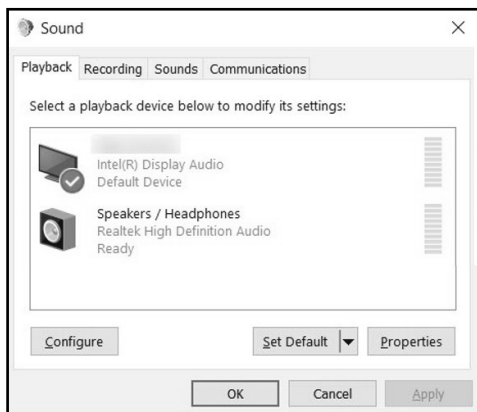 Sound
Playback Recording Sounds Communications
Select a playback device below to modify its settings:
Intel(R) Display Audio
Default Device
Speakers / Headphones
Realtek High Definition Audio
Ready
Configure Set Default Properties
OK Cancel Apply